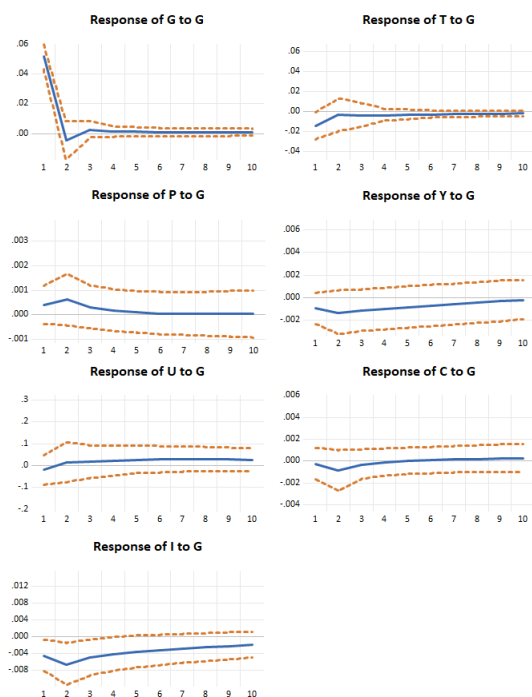 Response of G to G
.06
.04
.02
.00
1 2 3 4 5 6 7 8 9 10
Response of T to G
.06
.04
.02
.00
-.02
-.04
1 2 3 4 5 6 7 8 9 10
Response of P to G
.003
.002
.001
.000
-.001
1 2 3 4 5 6 7 8 9 10
Response of Y to G
.006
.004
.002
.000
-.002
1 2 3 4 5 6 7 8 9 10
Response of U to G
.3
.2
.1
.0
-.1
-.2
1 2 3 4 5 6 7 8 9 10
Response of C to G
.006
.004
.002
.000
-.002
-.004
1 2 3 4 5 6 7 8 9 10
Response of I to G
.012
.008
.004
.000
-.004
-.008
1 2 3 4 5 6 7 8 9 10